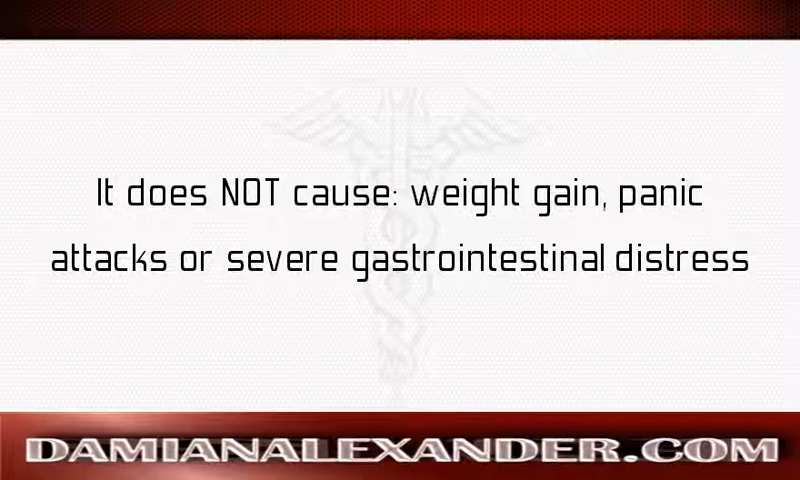 It does NOT cause: weight gain, panic
attacks or severe gastrointestinal distress
DAMIANALEXANDER.COM